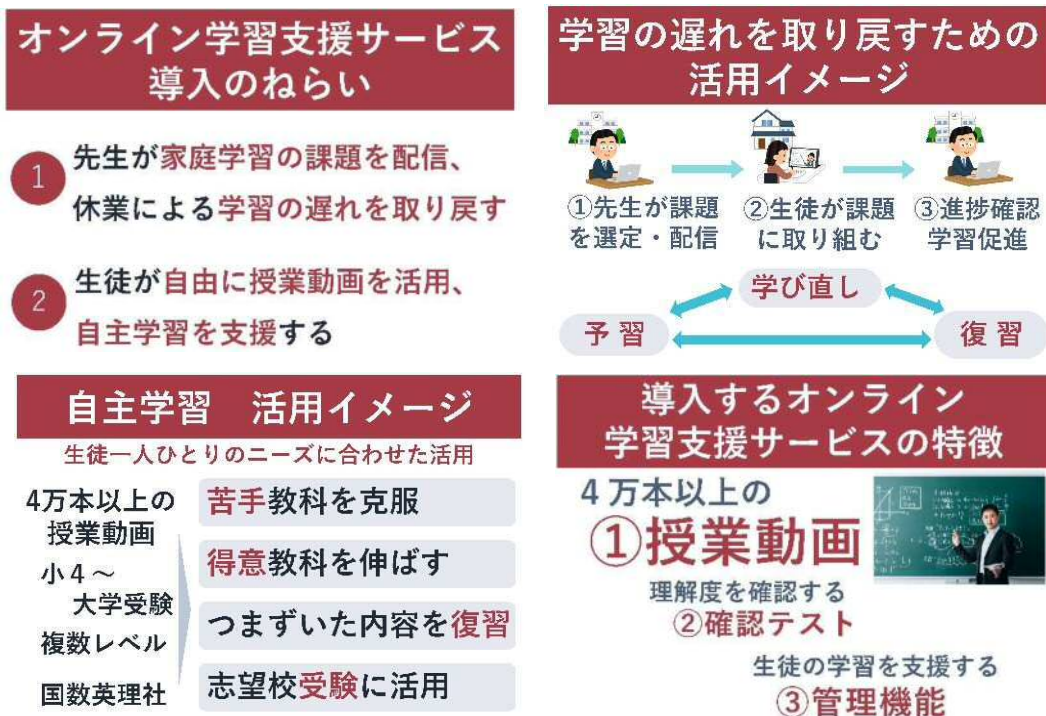 オンライン学習支援サービス
導入のねらい
1
先生が家庭学習の課題を配信、
休業による学習の遅れを取り戻す
2
生徒が自由に授業動画を活用、
自主学習を支援する
学習の遅れを取り戻すための
活用イメージ
①先生が課題
を選定・配信
②生徒が課題
に取り組む
③進捗確認
学習促進
学び直し
予習
復習
自主学習 活用イメージ
生徒一人ひとりのニーズに合わせた活用
4万本以上の
授業動画
小4～
大学受験
複数レベル
国数英理社
苦手教科を克服
得意教科を伸ばす
つまずいた内容を復習
志望校受験に活用
導入するオンライン
学習支援サービスの特徴
4万本以上の
①授業動画
理解度を確認する
②確認テスト
生徒の学習を支援する
③管理機能